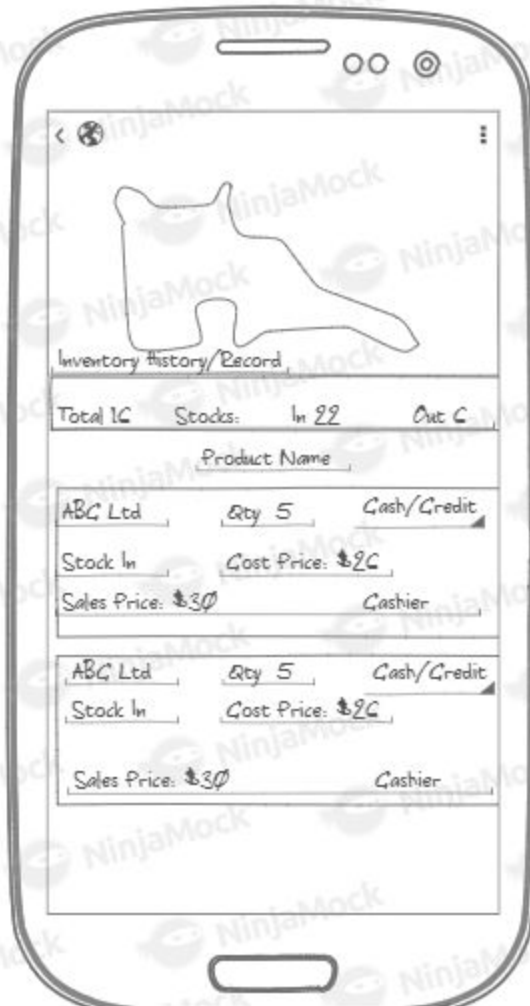 Inventory History/Record
Total 16 Stocks: In 22 Out 6
Product Name
ABC Ltd Qty 5 Cash/Credit
Stock In Cost Price: $26
Sales Price: $30 Cashier
ABC Ltd Qty 5 Cash/Credit
Stock In Cost Price: $26
Sales Price: $30 Cashier
NinjaMock